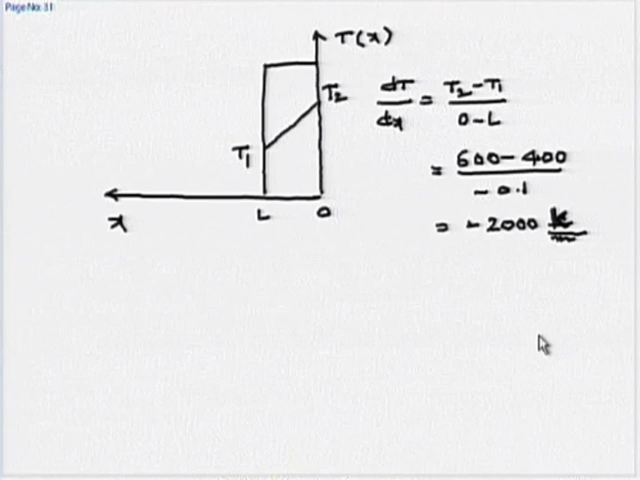 Page No: 31
T(x)
T2
dT/dx = T2-T1/0-L
T1
= 600-400/-0.1
x
L
0
= -2000 K/m